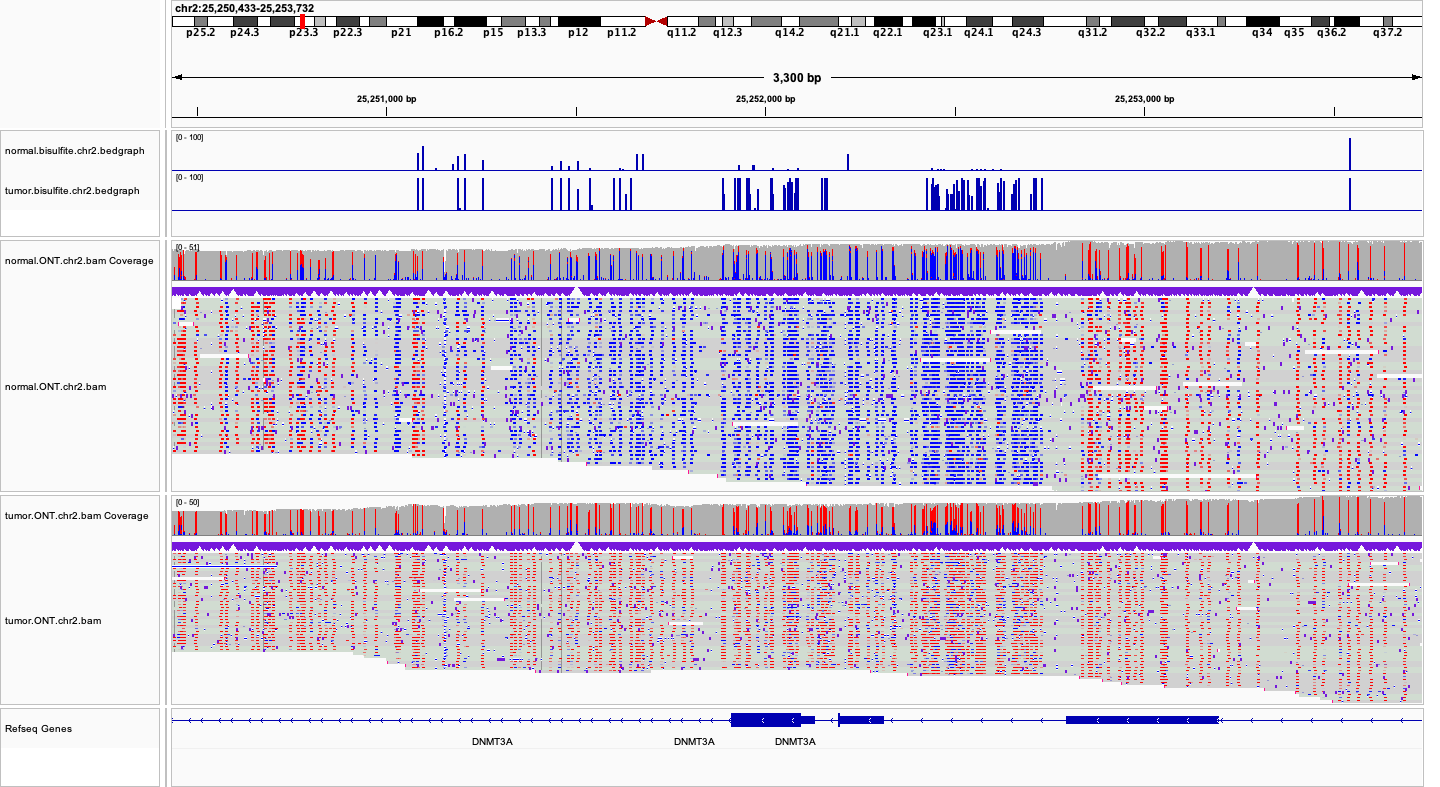 chr2:25,250,433-25,253,732
p25.2 p24.3 p23.3 p22.3 p21 p16.2 p15 p13.3 p12 p11.2 q11.2 q12.3 q14.2 q21.1 q22.1 q23.1 q24.1 q24.3 q31.2 q32.2 q33.1 q34 q35 q36.2 q37.2
3,300 bp
25,251,000 bp 25,252,000 bp 25,253,000 bp
[0 - 100]
normal.bisulfite.chr2.bedgraph
[0 - 100]
tumor.bisulfite.chr2.bedgraph
[0 - 51]
normal.ONT.chr2.bam Coverage
normal.ONT.chr2.bam
[0 - 50]
tumor.ONT.chr2.bam Coverage
tumor.ONT.chr2.bam
Refseq Genes
DNMT3A DNMT3A DNMT3A